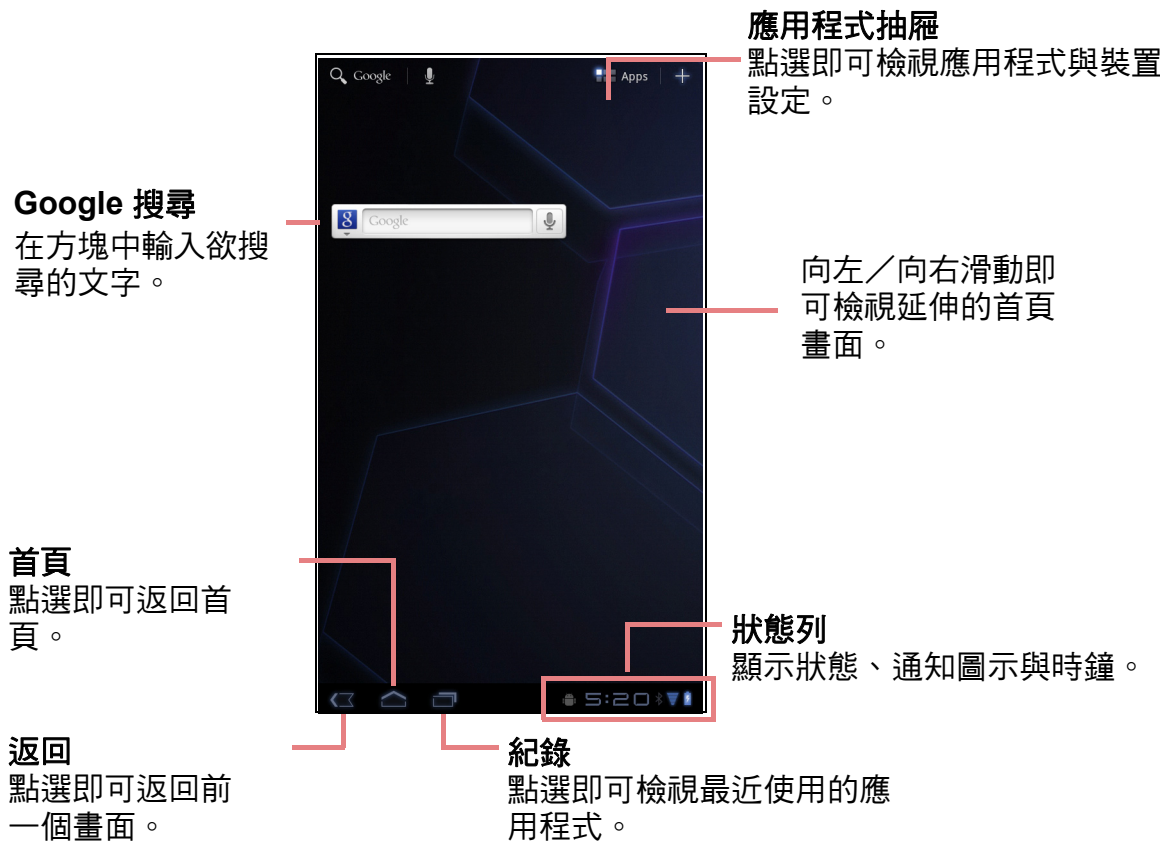 應用程式抽屜
點選即可檢視應用程式與裝置
設定。
Google
Apps
Google 搜尋
在方塊中輸入欲搜
尋的文字。
8 Google
向左／向右滑動即
可檢視延伸的首頁
畫面。
首頁
點選即可返回首
頁。
狀態列
顯示狀態、通知圖示與時鐘。
5:20
返回
點選即可返回前
一個畫面。
紀錄
點選即可檢視最近使用的應
用程式。